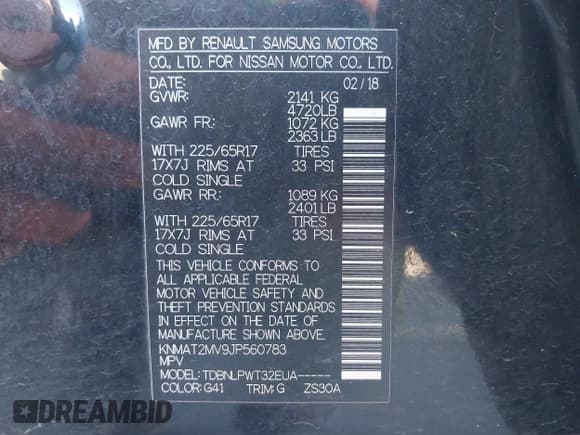 MFD BY RENAULT SAMSUNG MOTORS
CO., LTD. FOR NISSAN MOTOR CO., LTD.
DATE: 02/18
GVWR: 2141 KG
4720LB
GAWR FR: 1072 KG
2363LB
WITH 225/65R17 TIRES
17X7J RIMS AT 33 PSI
COLD SINGLE
GAWR RR: 1089 KG
2401LB
WITH 225/65R17 TIRES
17X7J RIMS AT 33 PSI
COLD SINGLE
THIS VEHICLE CONFORMS TO
ALL APPLICABLE FEDERAL
MOTOR VEHICLE SAFETY AND
THEFT PREVENTION STANDARDS
IN EFFECT ON THE DATE OF
MANUFACTURE SHOWN ABOVE.
KNMAT2MV9JP560783
MPV
MODEL: TDBNLPWT32EUA-----
COLOR: G41 TRIM: G ZS30A
DREAMBID